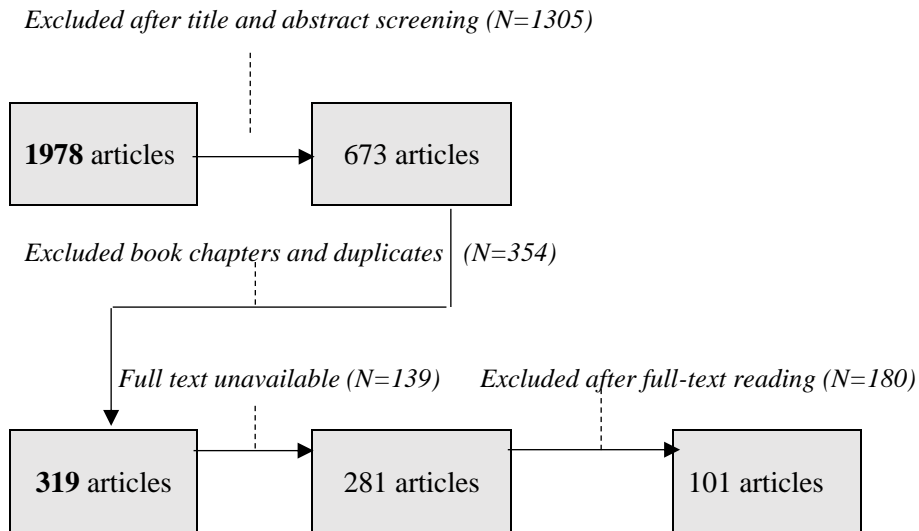 Excluded after title and abstract screening (N=1305)
1978 articles
673 articles
Excluded book chapters and duplicates (N=354)
Full text unavailable (N=139)
Excluded after full-text reading (N=180)
319 articles
281 articles
101 articles